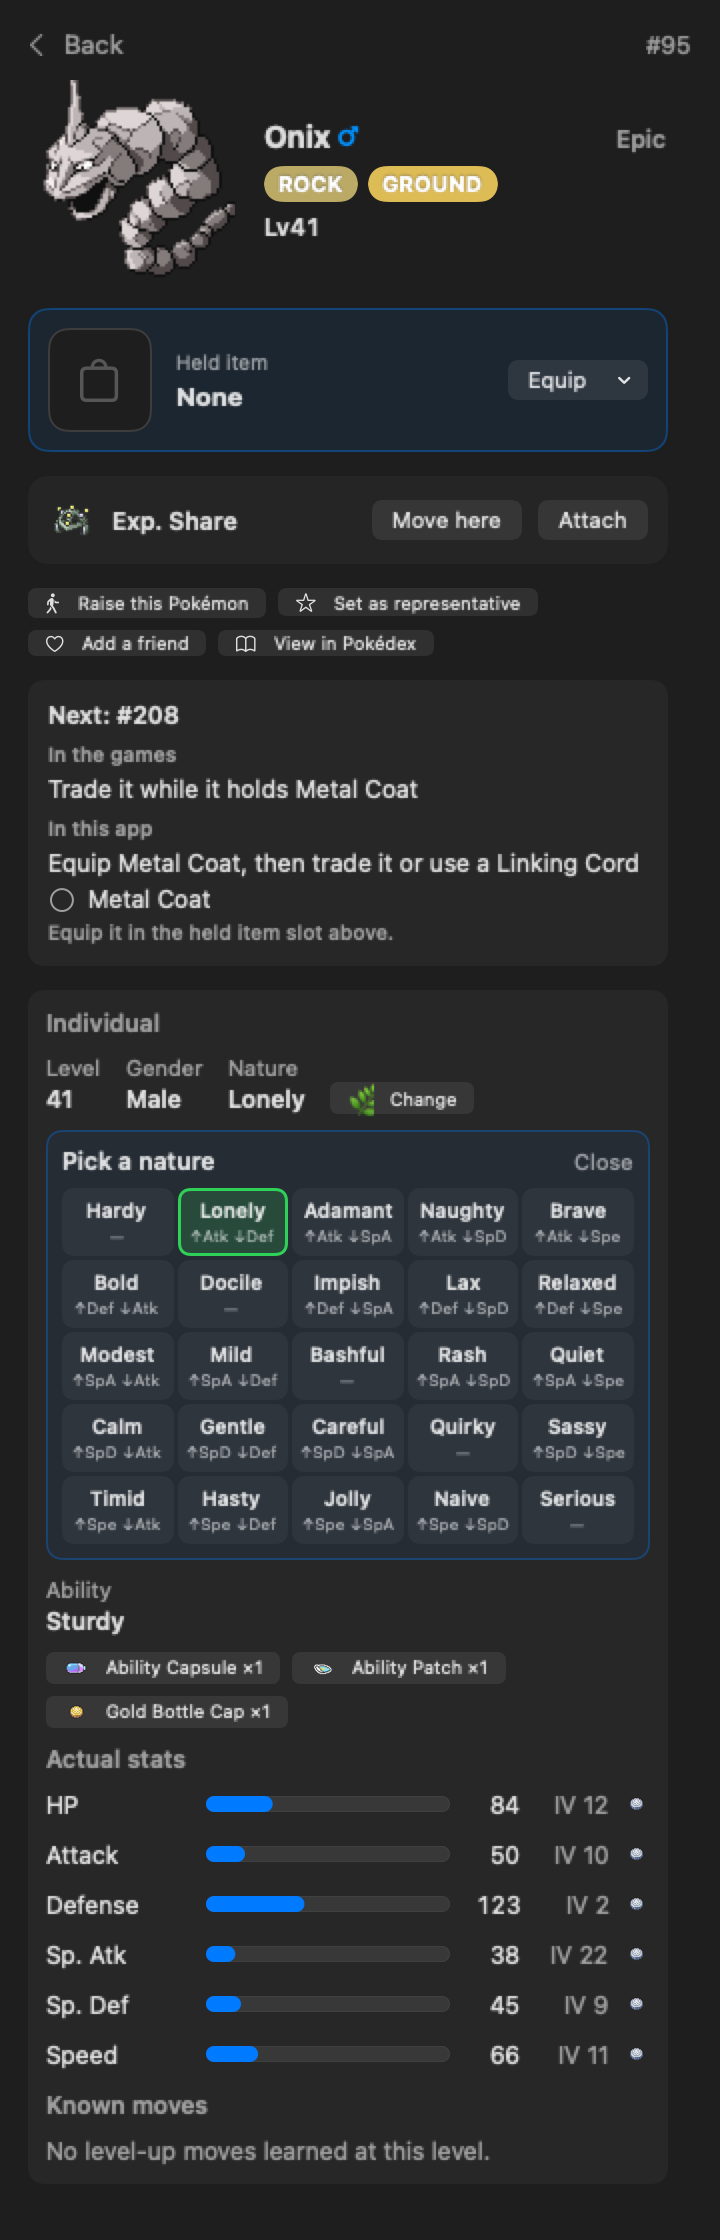 Back
#95
Onix ♂
Epic
ROCK GROUND
Lv41
Held item
None
Equip
Exp. Share
Move here
Attach
Raise this Pokémon
Set as representative
Add a friend
View in Pokédex
Next: #208
In the games
Trade it while it holds Metal Coat
In this app
Equip Metal Coat, then trade it or use a Linking Cord
Metal Coat
Equip it in the held item slot above.
Individual
Level Gender Nature
41 Male Lonely Change
Pick a nature
Close
Hardy Lonely Adamant Naughty Brave
— ↑Atk ↓Def ↑Atk ↓SpA ↑Atk ↓SpD ↑Atk ↓Spe
Bold Docile Impish Lax Relaxed
↑Def ↓Atk — ↑Def ↓SpA ↑Def ↓SpD ↑Def ↓Spe
Modest Mild Bashful Rash Quiet
↑SpA ↓Atk ↑SpA ↓Def — ↑SpA ↓SpD ↑SpA ↓Spe
Calm Gentle Careful Quirky Sassy
↑SpD ↓Atk ↑SpD ↓Def ↑SpD ↓SpA — ↑SpD ↓Spe
Timid Hasty Jolly Naive Serious
↑Spe ↓Atk ↑Spe ↓Def ↑Spe ↓SpA ↑Spe ↓SpD —
Ability
Sturdy
Ability Capsule ×1
Ability Patch ×1
Gold Bottle Cap ×1
Actual stats
HP 84 IV 12
Attack 50 IV 10
Defense 123 IV 2
Sp. Atk 38 IV 22
Sp. Def 45 IV 9
Speed 66 IV 11
Known moves
No level-up moves learned at this level.